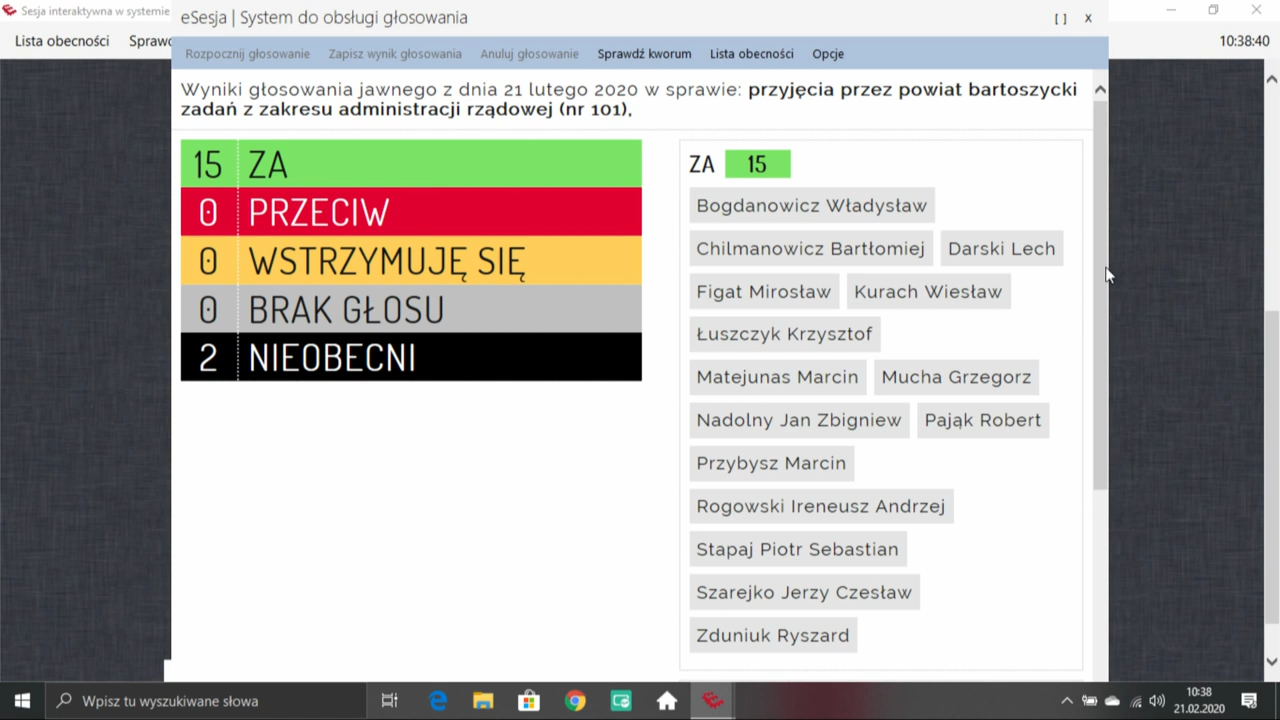 Sesja interaktywna w systemie
eSesja | System do obsługi głosowania
[ ] x
Lista obecności
10:38:40
Rozpocznij głosowanie Zapisz wynik głosowania Anuluj głosowanie Sprawdź kworum Lista obecności Opcje
Wyniki głosowania jawnego z dnia 21 lutego 2020 w sprawie: przyjęcia przez powiat bartoszycki
zadań z zakresu administracji rządowej (nr 101),
15 ZA
0 PRZECIW
0 WSTRZYMUJĘ SIĘ
0 BRAK GŁOSU
2 NIEOBECNI
ZA 15
Bogdanowicz Władysław
Chilmanowicz Bartłomiej Darski Lech
Figat Mirosław Kurach Wiesław
Łuszczyk Krzysztof
Matejunas Marcin Mucha Grzegorz
Nadolny Jan Zbigniew Pająk Robert
Przybysz Marcin
Rogowski Ireneusz Andrzej
Stapaj Piotr Sebastian
Szarejko Jerzy Czesław
Zduniuk Ryszard
Wpisz tu wyszukiwane słowa
10:38
21.02.2020